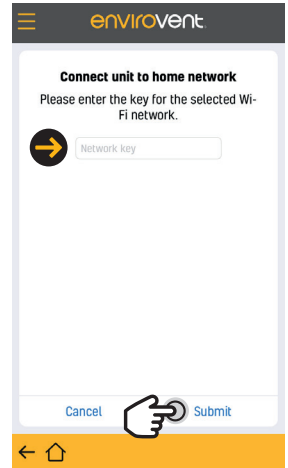 envirovent.
Connect unit to home network
Please enter the key for the selected Wi-
Fi network.
Network key
Cancel
Submit